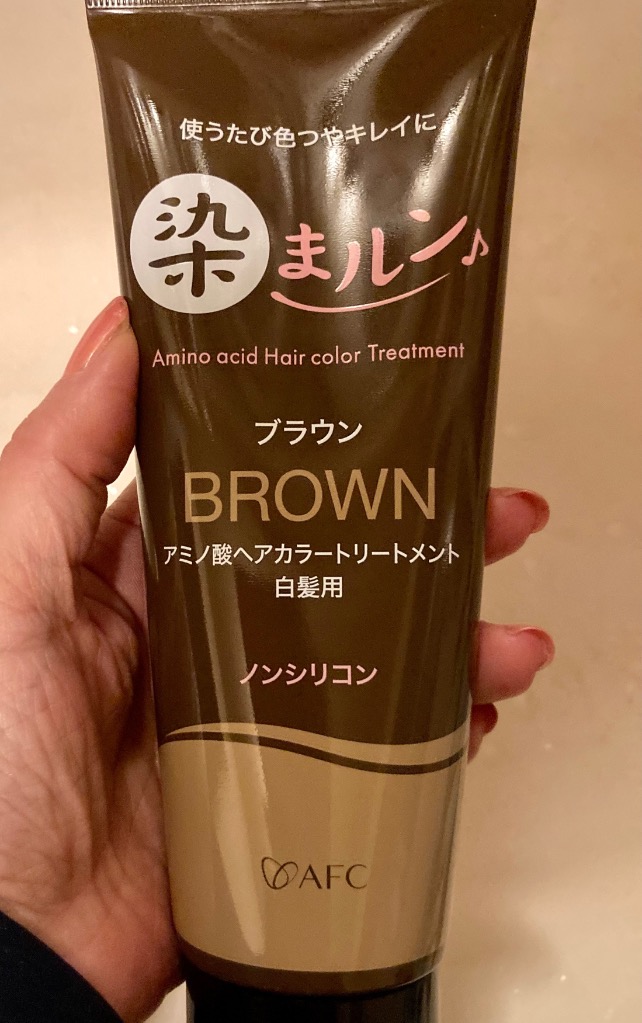 使うたび色つやキレイに
染まルン♪
Amino acid Hair color Treatment
ブラウン
BROWN
アミノ酸ヘアカラートリートメント
白髪用
ノンシリコン
AFC